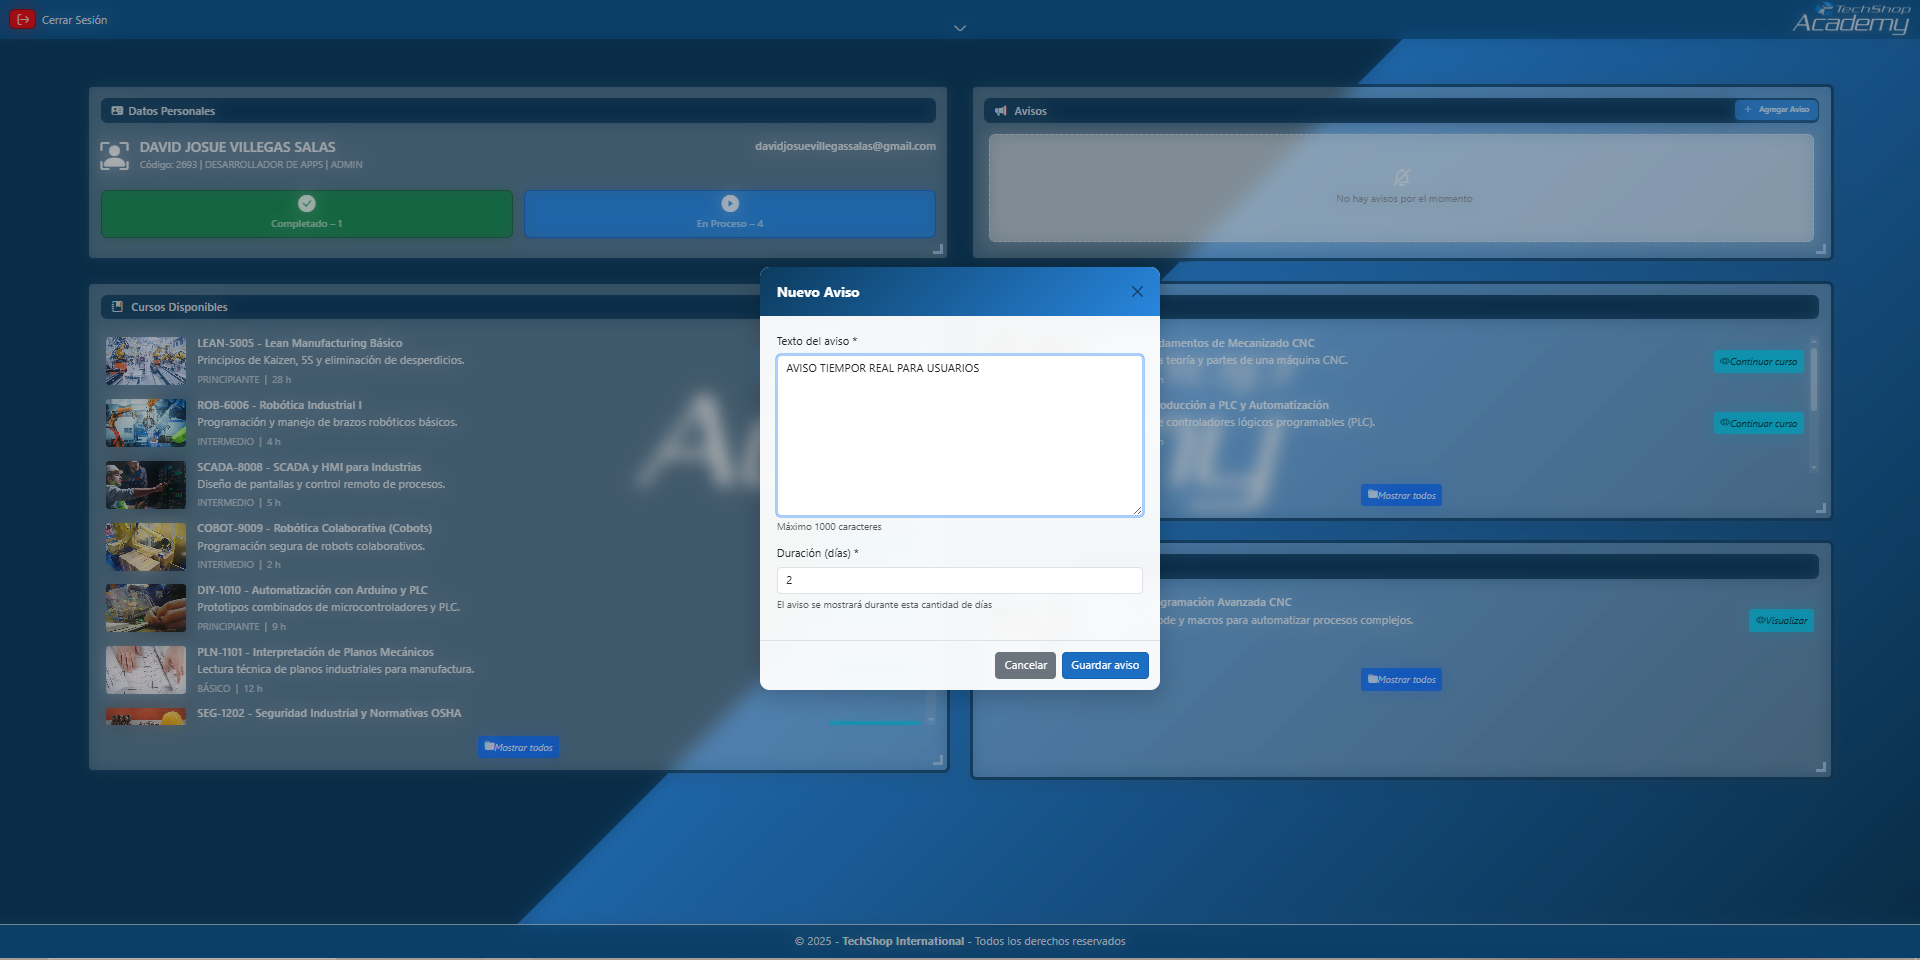 Cerrar Sesión
TechShop
Academy
Datos Personales
DAVID JOSUE VILLEGAS SALAS
davidjosuevillegassalas@gmail.com
Código: 2693 | DESARROLLADOR DE APPS | ADMIN
Completado – 1
En Proceso – 4
Avisos
Agregar Aviso
No hay avisos por el momento
Cursos Disponibles
LEAN-5005 - Lean Manufacturing Básico
Principios de Kaizen, 5S y eliminación de desperdicios.
PRINCIPIANTE | 28 h
ROB-6006 - Robótica Industrial I
Programación y manejo de brazos robóticos básicos.
INTERMEDIO | 4 h
SCADA-8008 - SCADA y HMI para Industrias
Diseño de pantallas y control remoto de procesos.
INTERMEDIO | 5 h
COBOT-9009 - Robótica Colaborativa (Cobots)
Programación segura de robots colaborativos.
INTERMEDIO | 2 h
DIY-1010 - Automatización con Arduino y PLC
Prototipos combinados de microcontroladores y PLC.
PRINCIPIANTE | 9 h
PLN-1101 - Interpretación de Planos Mecánicos
Lectura técnica de planos industriales para manufactura.
BÁSICO | 12 h
SEG-1202 - Seguridad Industrial y Normativas OSHA
Mostrar todos
Nuevo Aviso
Texto del aviso *
AVISO TIEMPOR REAL PARA USUARIOS
Máximo 1000 caracteres
Duración (días) *
2
El aviso se mostrará durante esta cantidad de días
Cancelar
Guardar aviso
damentos de Mecanizado CNC
teoría y partes de una máquina CNC.
Continuar curso
oducción a PLC y Automatización
controladores lógicos programables (PLC).
Continuar curso
Mostrar todos
gramación Avanzada CNC
ode y macros para automatizar procesos complejos.
Visualizar
Mostrar todos
© 2025 - TechShop International - Todos los derechos reservados